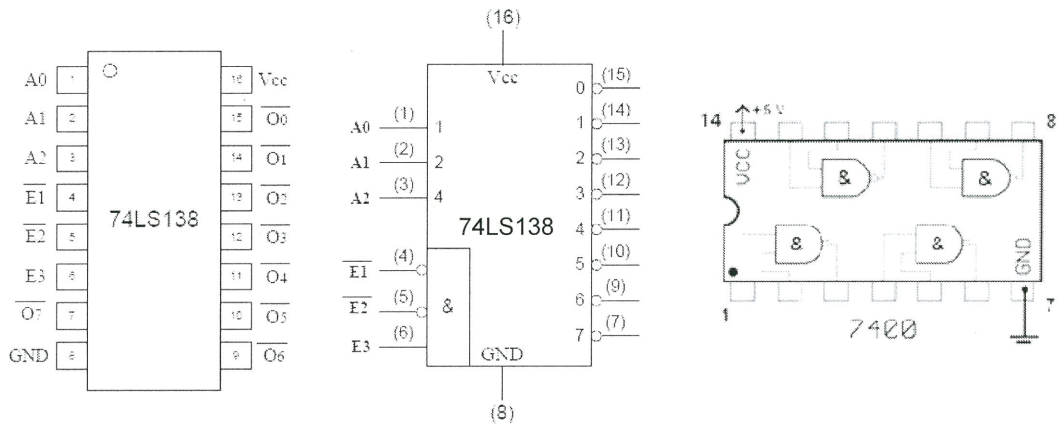 A0 1 16 Vcc
A1 2 15 O0
A2 3 14 O1
E1 4 13 O2
E2 5 12 O3
E3 6 11 O4
O7 7 10 O5
GND 8 9 O6
74LS138
(16)
Vcc
A0 (1) 1
A1 (2) 2
A2 (3) 4
E1 (4)
E2 (5)
E3 (6)
&
74LS138
0 (15)
1 (14)
2 (13)
3 (12)
4 (11)
5 (10)
6 (9)
7 (7)
GND
(8)
14 +5V 8
VCC
& &
& &
GND
1 7
7400